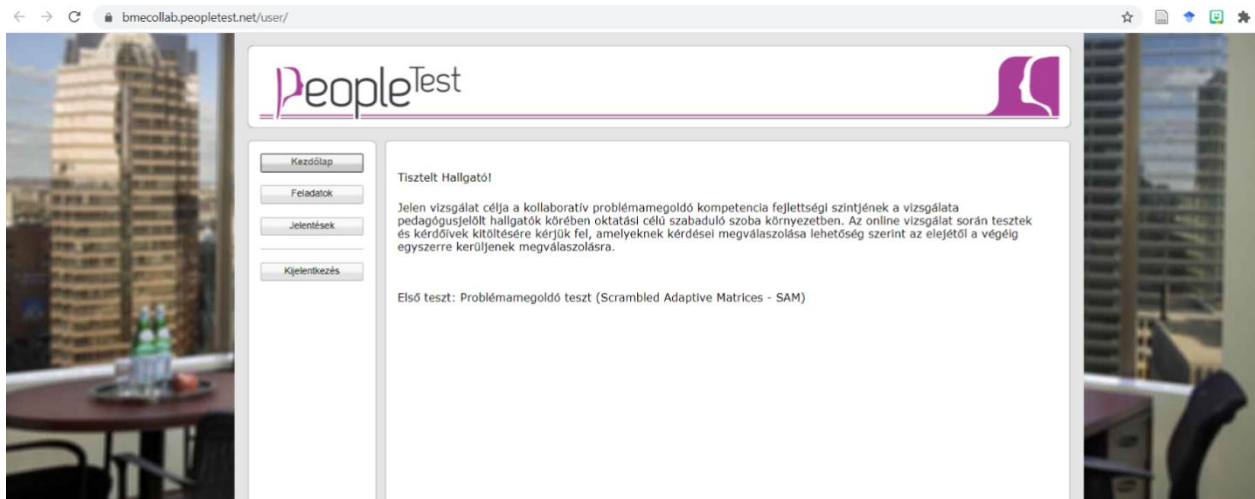 bmecollab.peopletest.net/user/
PeopleTest
Kezdőlap
Feladatok
Jelentések
Kijelentkezés
Tisztelt Hallgató!
Jelen vizsgálat célja a kollaboratív problémamegoldó kompetencia fejlettségi szintjének a vizsgálata
pedagógusjelölt hallgatók körében oktatási célú szabaduló szoba környezetben. Az online vizsgálat során tesztek
és kérdőívek kitöltésére kérjük fel, amelyeknek kérdései megválaszolása lehetőség szerint az elejétől a végéig
egyszerre kerüljenek megválaszolásra.
Első teszt: Problémamegoldó teszt (Scrambled Adaptive Matrices - SAM)